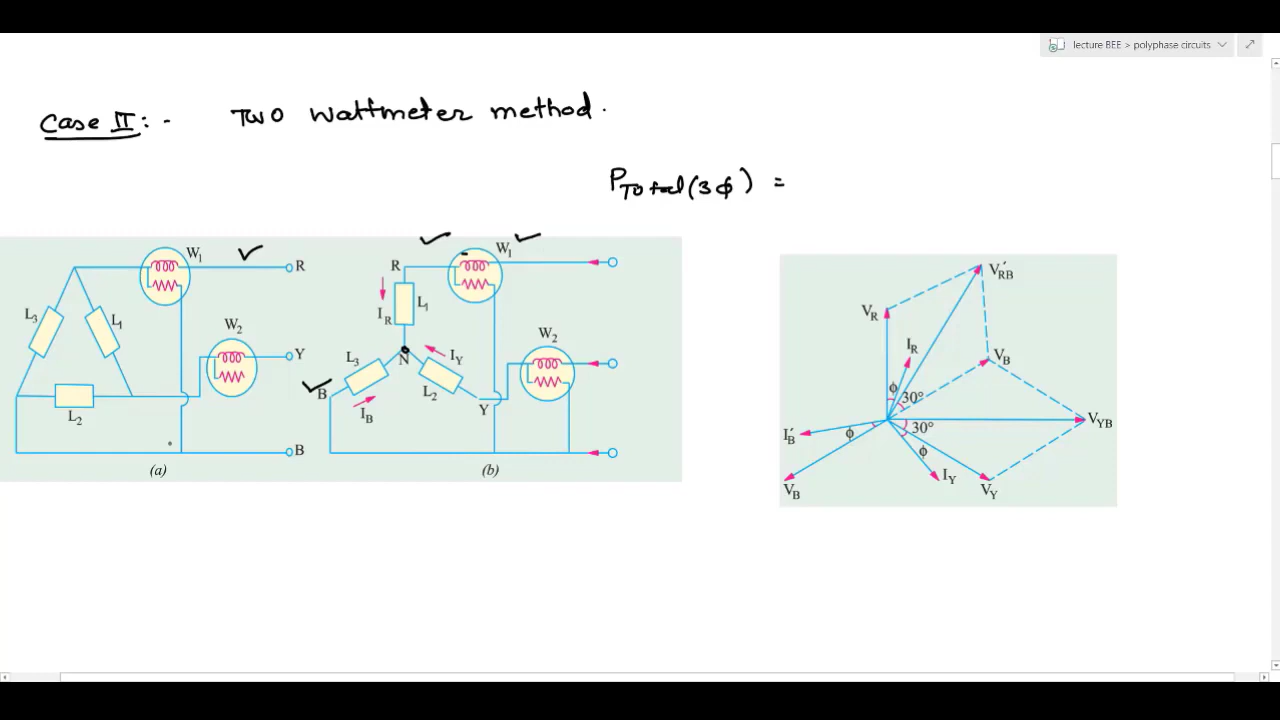 lecture BEE > polyphase circuits
Case II :- Two wattmeter method.
PTotal(3ϕ) =
W1
R
L3
L1
W2
Y
L2
B
(a)
W1
R
IR
L1
W2
L3
N
IY
B
L2
IB
Y
(b)
V'RB
VR
IR
VB
ϕ
30°
VYB
30°
I'B
ϕ
ϕ
IY
VB
VY